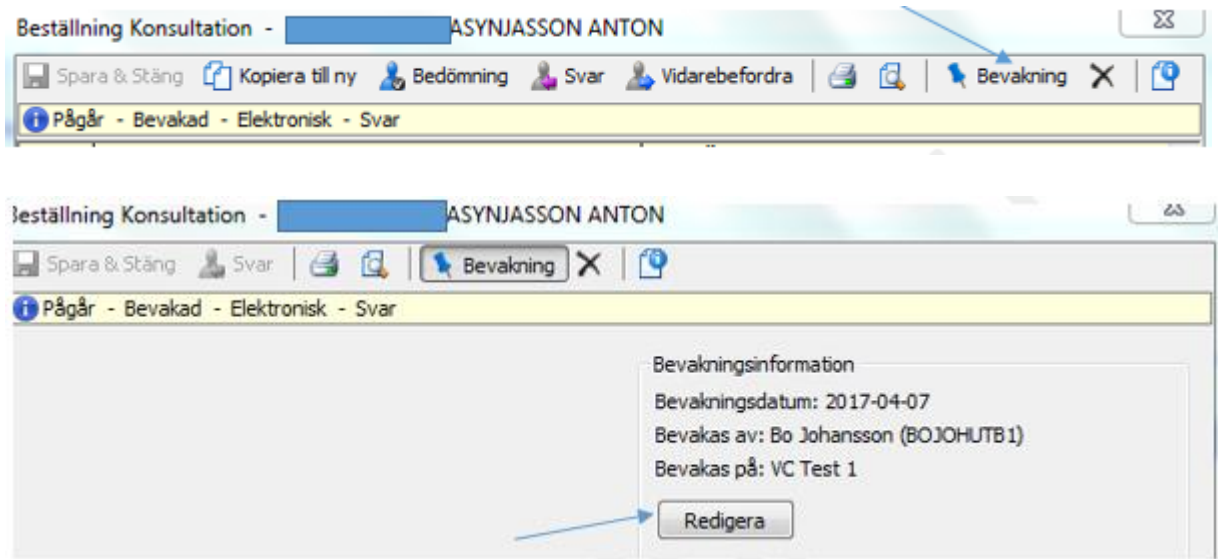 Beställning Konsultation - ASYNJASSON ANTON
Spara & Stäng Kopiera till ny Bedömning Svar Vidarebefordra Bevakning
Pågår - Bevakad - Elektronisk - Svar
Beställning Konsultation - ASYNJASSON ANTON
Spara & Stäng Svar Bevakning
Pågår - Bevakad - Elektronisk - Svar
Bevakningsinformation
Bevakningsdatum: 2017-04-07
Bevakas av: Bo Johansson (BOJOHUTB1)
Bevakas på: VC Test 1
Redigera